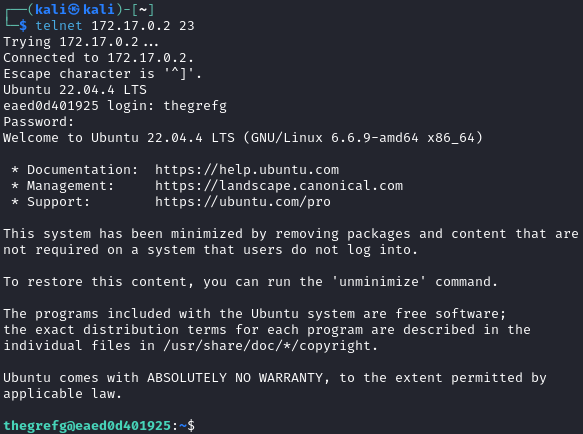 ┌──(kali㉿kali)-[~]
└─$ telnet 172.17.0.2 23
Trying 172.17.0.2...
Connected to 172.17.0.2.
Escape character is '^]'.
Ubuntu 22.04.4 LTS
eaed0d401925 login: thegrefg
Password:
Welcome to Ubuntu 22.04.4 LTS (GNU/Linux 6.6.9-amd64 x86_64)
* Documentation:  https://help.ubuntu.com
* Management:     https://landscape.canonical.com
* Support:        https://ubuntu.com/pro
This system has been minimized by removing packages and content that are
not required on a system that users do not log into.
To restore this content, you can run the 'unminimize' command.
The programs included with the Ubuntu system are free software;
the exact distribution terms for each program are described in the
individual files in /usr/share/doc/*/copyright.
Ubuntu comes with ABSOLUTELY NO WARRANTY, to the extent permitted by
applicable law.
thegrefg@eaed0d401925:~$